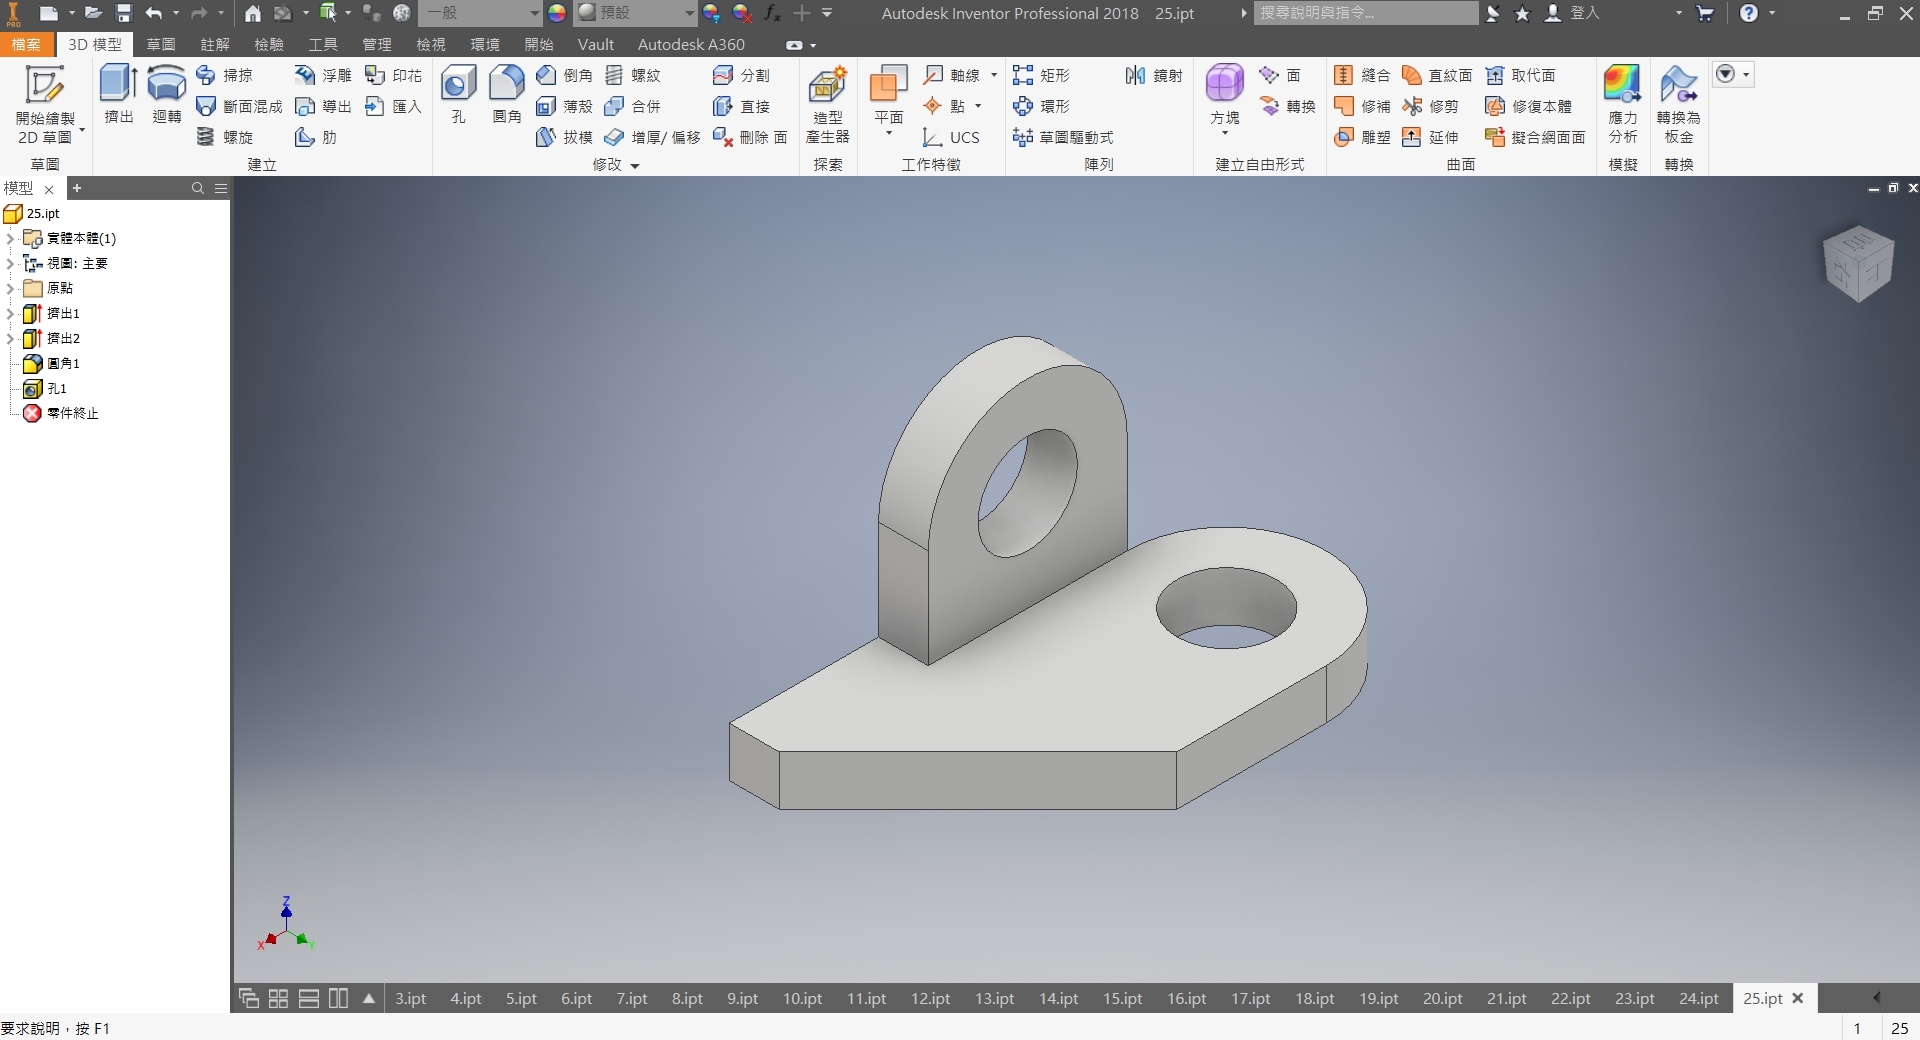 PRO 一般 預設 fx Autodesk Inventor Professional 2018 25.ipt 搜尋說明與指令... 登入
檔案 3D 模型 草圖 註解 檢驗 工具 管理 檢視 環境 開始 Vault Autodesk A360
開始繪製
2D 草圖
草圖
擠出 迴轉
掃掠 浮雕 印花
斷面混成 導出 匯入
螺旋 肋
建立
孔 圓角
倒角 螺紋 分割
薄殼 合併 直接
拔模 增厚/ 偏移 刪除 面
修改
造型
產生器
探索
平面
軸線
點
UCS
工作特徵
矩形 鏡射
環形
草圖驅動式
陣列
方塊
面
轉換
建立自由形式
縫合 直紋面 取代面
修補 修剪 修復本體
雕塑 延伸 擬合網面面
曲面
應力
分析
模擬
轉換為
板金
轉換
模型
25.ipt
實體本體(1)
視圖: 主要
原點
擠出1
擠出2
圓角1
孔1
零件終止
Z
X Y
3.ipt 4.ipt 5.ipt 6.ipt 7.ipt 8.ipt 9.ipt 10.ipt 11.ipt 12.ipt 13.ipt 14.ipt 15.ipt 16.ipt 17.ipt 18.ipt 19.ipt 20.ipt 21.ipt 22.ipt 23.ipt 24.ipt 25.ipt
要求說明，按 F1 1 25